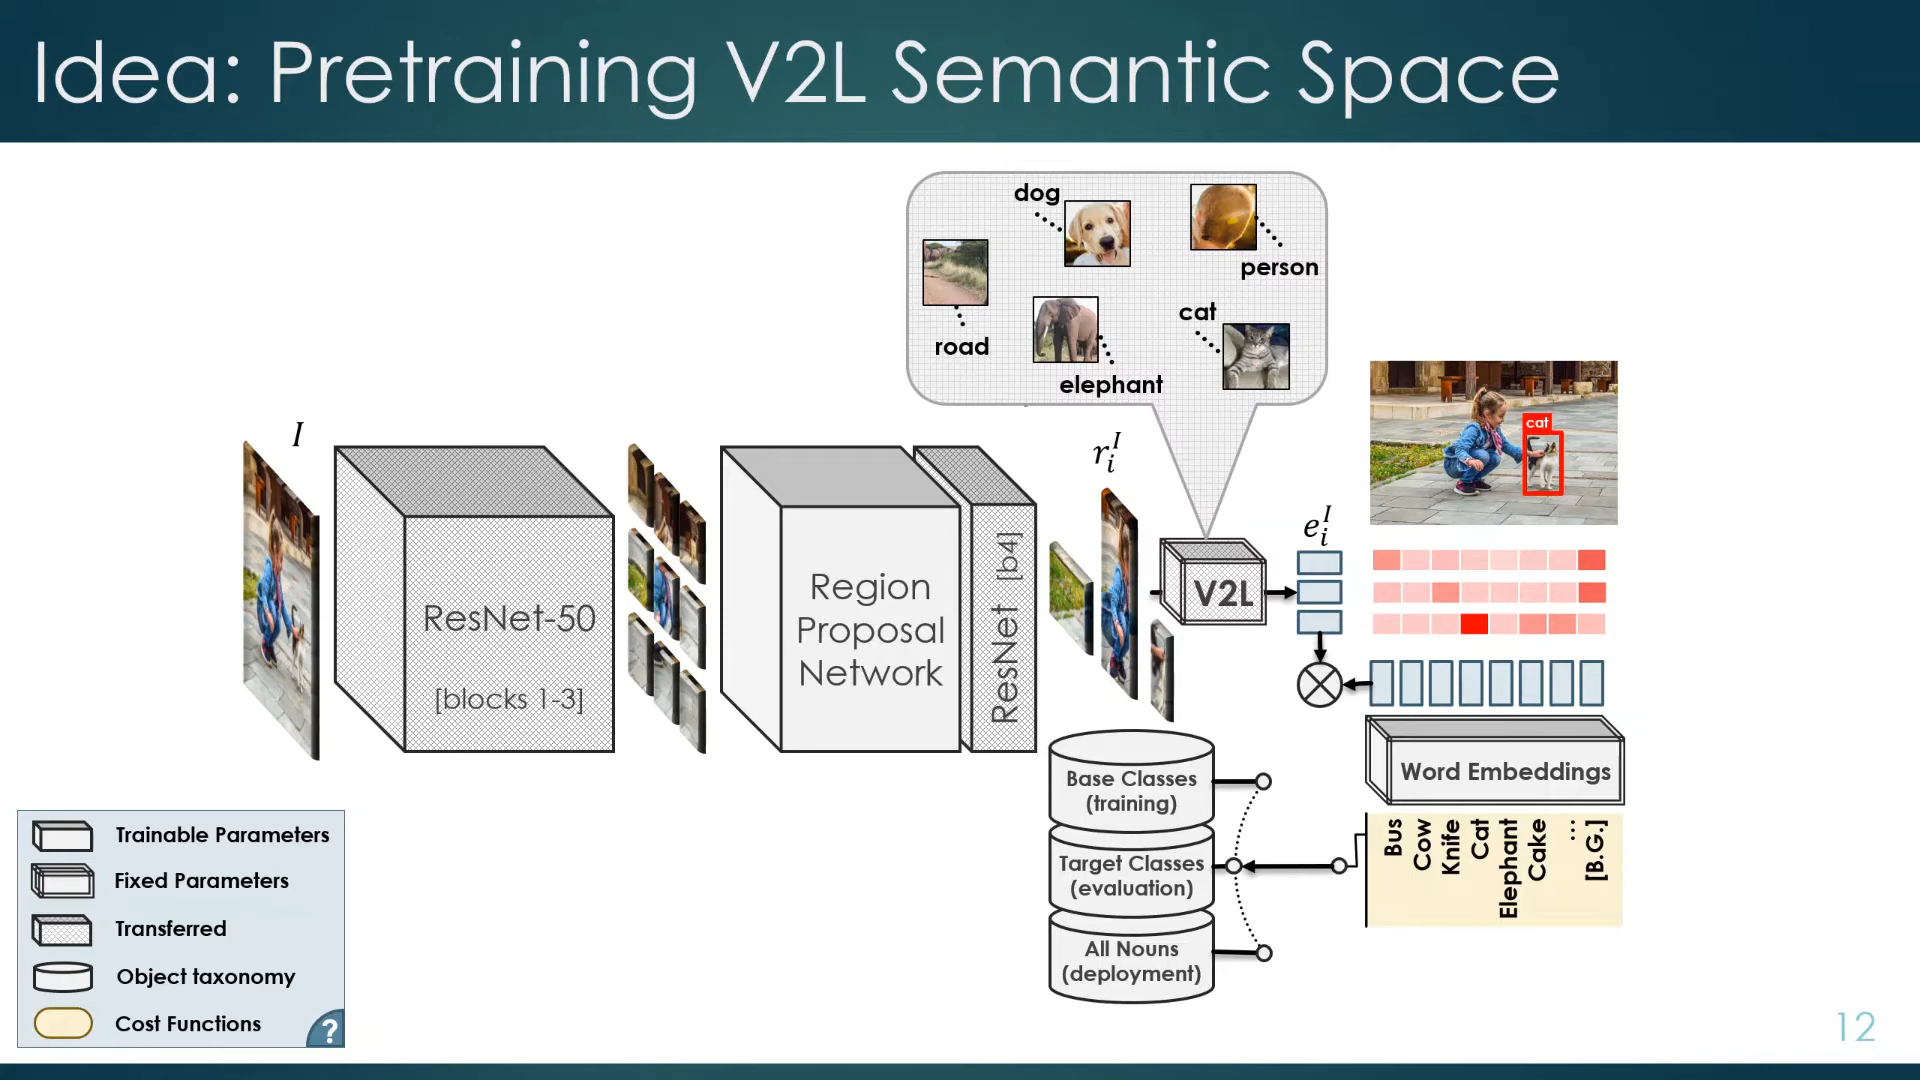 Idea: Pretraining V2L Semantic Space
dog
person
road
cat
elephant
cat
I
r_i^I
e_i^I
ResNet-50
[blocks 1-3]
Region
Proposal
Network
ResNet [b4]
V2L
Word Embeddings
Base Classes
(training)
Target Classes
(evaluation)
All Nouns
(deployment)
Bus
Cow
Knife
Cat
Elephant
Cake
...
[B.G.]
Trainable Parameters
Fixed Parameters
Transferred
Object taxonomy
Cost Functions
?
12